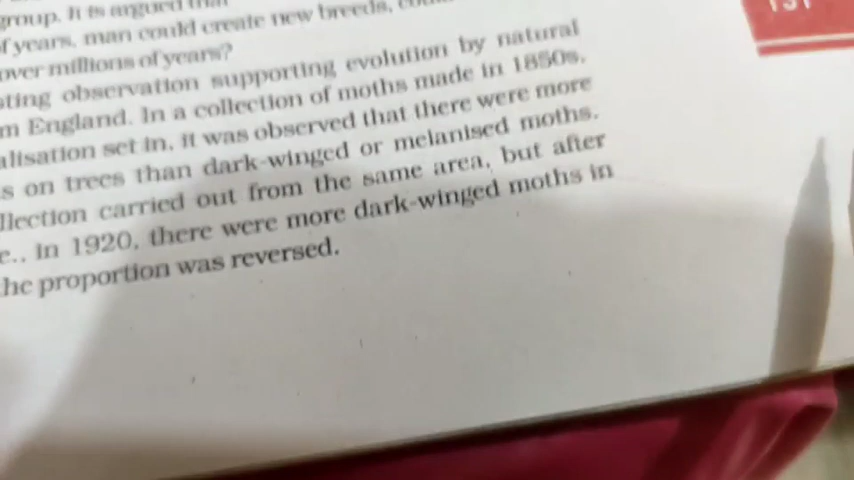 group. It is argued that
of years, man could create new breeds,
over millions of years?
sting observation supporting evolution by natural
m England. In a collection of moths made in 1850s,
alisation set in, it was observed that there were more
s on trees than dark-winged or melanised moths.
llection carried out from the same area, but after
e., in 1920, there were more dark-winged moths in
he proportion was reversed.
131